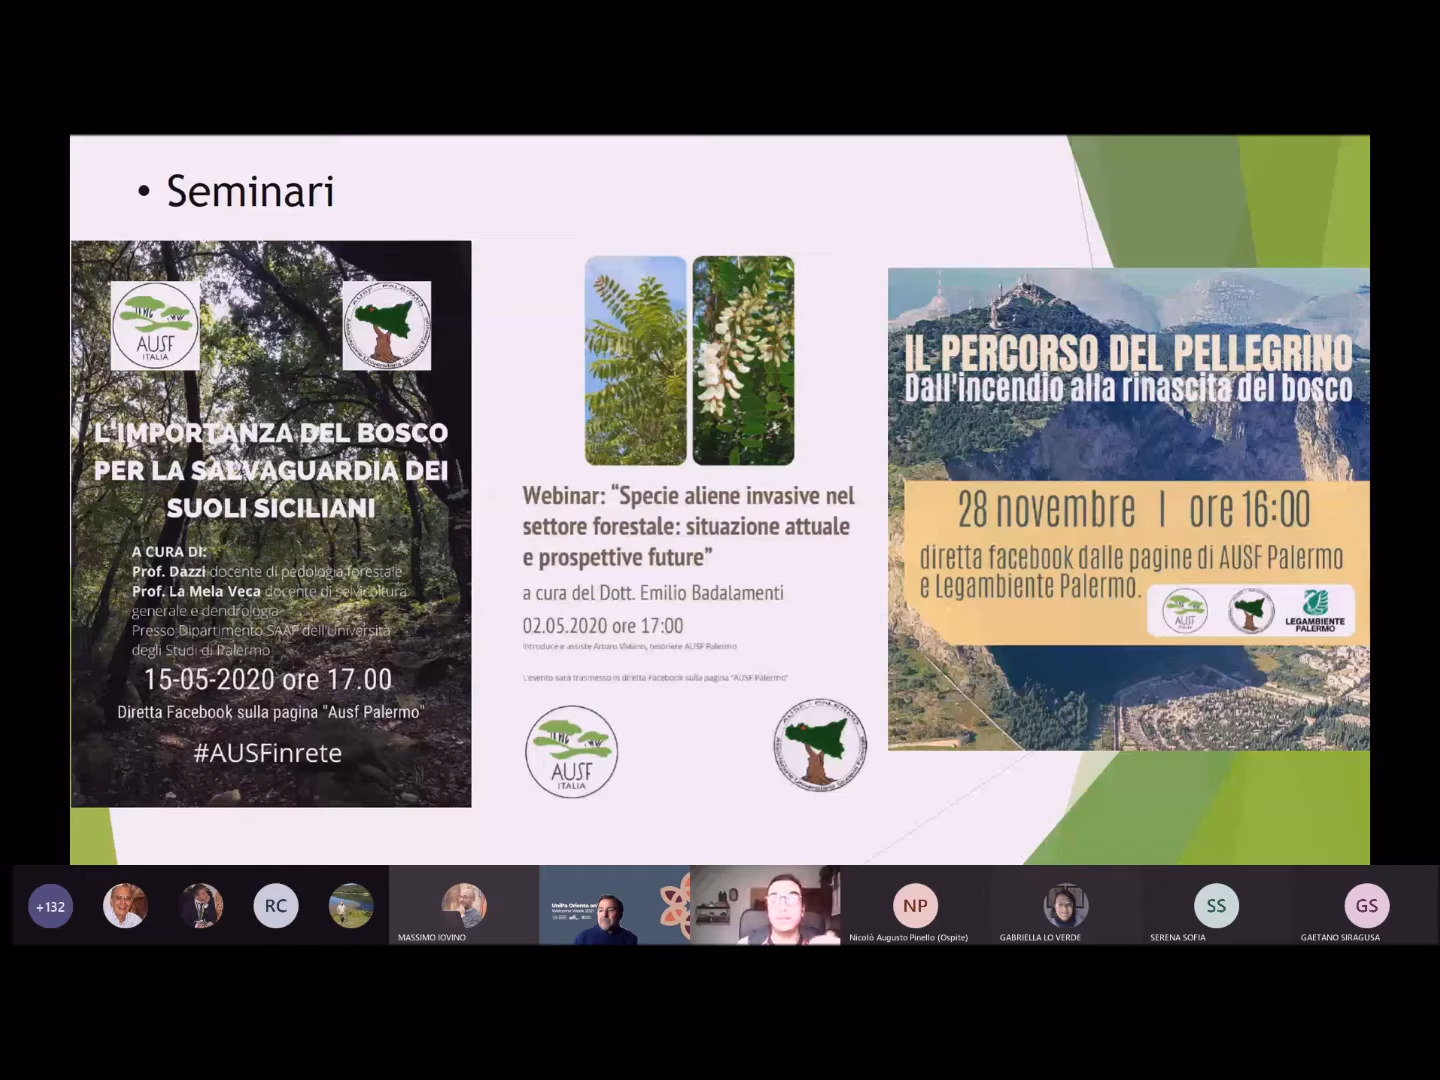 • Seminari
AUSF
ITALIA
AUSF - PALERMO
L'IMPORTANZA DEL BOSCO
PER LA SALVAGUARDIA DEI
SUOLI SICILIANI
A CURA DI:
Prof. Dazzi docente di pedologia forestale
Prof. La Mela Veca docente di selvicoltura
generale e dendrologia
Presso Dipartimento SAAF dell'Università
degli Studi di Palermo
15-05-2020 ore 17.00
Diretta Facebook sulla pagina "Ausf Palermo"
#AUSFinrete
Webinar: “Specie aliene invasive nel
settore forestale: situazione attuale
e prospettive future”
a cura del Dott. Emilio Badalamenti
02.05.2020 ore 17:00
Introduce e assiste Arturo Viviano, tesoriere AUSF Palermo
L'evento sarà trasmesso in diretta Facebook sulla pagina "AUSF Palermo"
AUSF
ITALIA
AUSF - PALERMO
IL PERCORSO DEL PELLEGRINO
Dall'incendio alla rinascita del bosco
28 novembre | ore 16:00
diretta facebook dalle pagine di AUSF Palermo
e Legambiente Palermo.
AUSF
ITALIA
LEGAMBIENTE
PALERMO
+132
RC
MASSIMO IOVINO
Welcome Week 2021
NP
Nicolò Augusto Pinello (Ospite)
GABRIELLA LO VERDE
SS
SERENA SOFIA
GS
GAETANO SIRAGUSA